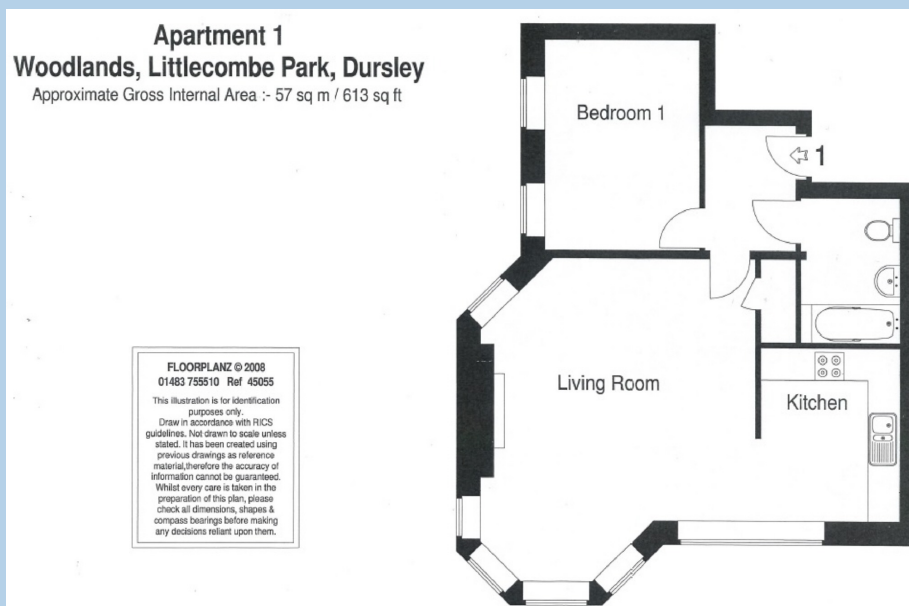 Apartment 1
Woodlands, Littlecombe Park, Dursley
Approximate Gross Internal Area :- 57 sq m / 613 sq ft
Bedroom 1
1
Living Room
Kitchen
FLOORPLANZ © 2008
01483 755510 Ref 45055
This illustration is for identification
purposes only.
Draw in accordance with RICS
guidelines. Not drawn to scale unless
stated. It has been created using
previous drawings as reference
material,therefore the accuracy of
information cannot be guaranteed.
Whilst every care is taken in the
preparation of this plan, please
check all dimensions, shapes &
compass bearings before making
any decisions reliant upon them.